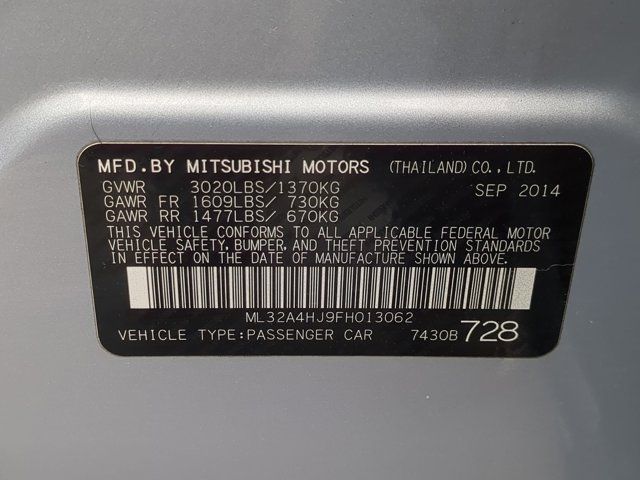 MFD.BY MITSUBISHI MOTORS (THAILAND)CO.,LTD.
GVWR 3020LBS/1370KG SEP 2014
GAWR FR 1609LBS/ 730KG
GAWR RR 1477LBS/ 670KG
THIS VEHICLE CONFORMS TO ALL APPLICABLE FEDERAL MOTOR
VEHICLE SAFETY, BUMPER, AND THEFT PREVENTION STANDARDS
IN EFFECT ON THE DATE OF MANUFACTURE SHOWN ABOVE.
ML32A4HJ9FH013062
VEHICLE TYPE:PASSENGER CAR 7430B 728